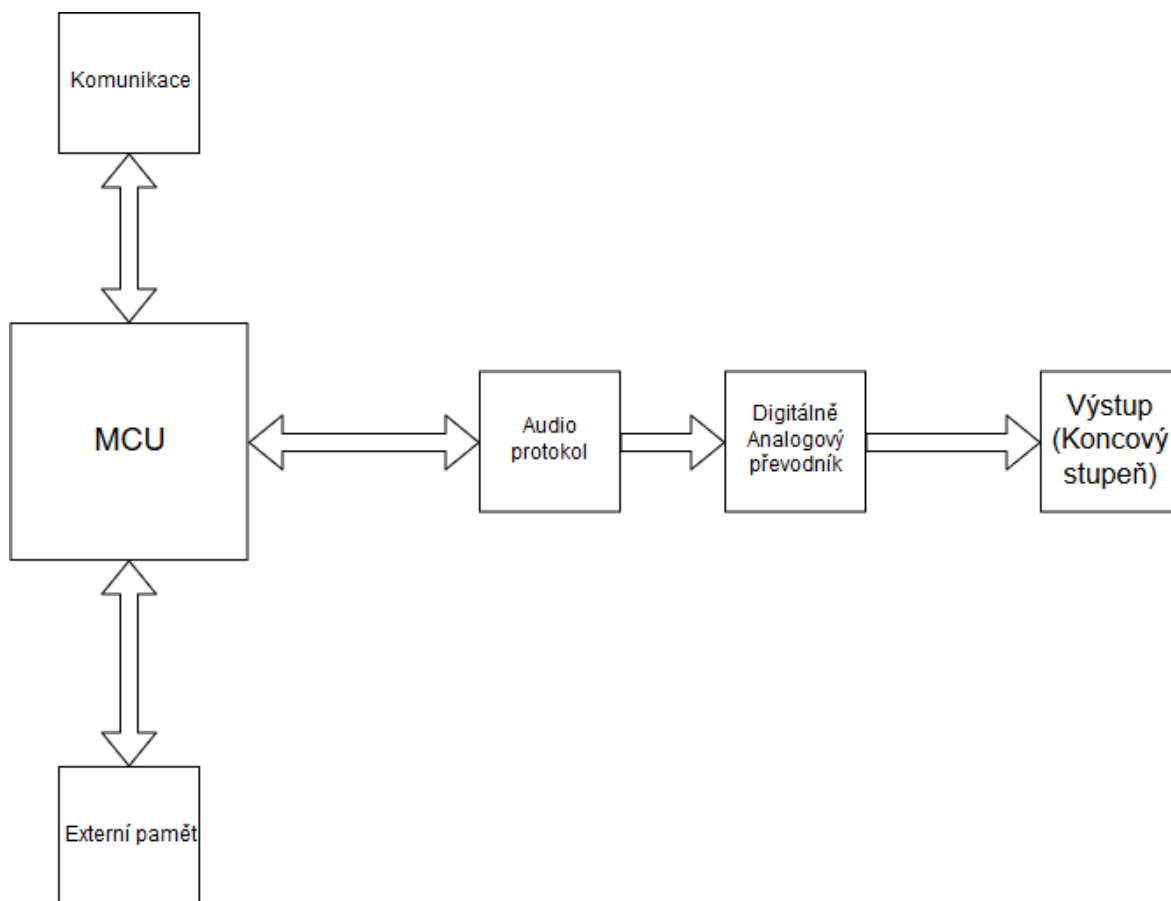 Komunikace
MCU
Audio
protokol
Digitálně
Analogový
převodník
Výstup
(Koncový
stupeň)
Externí pamět